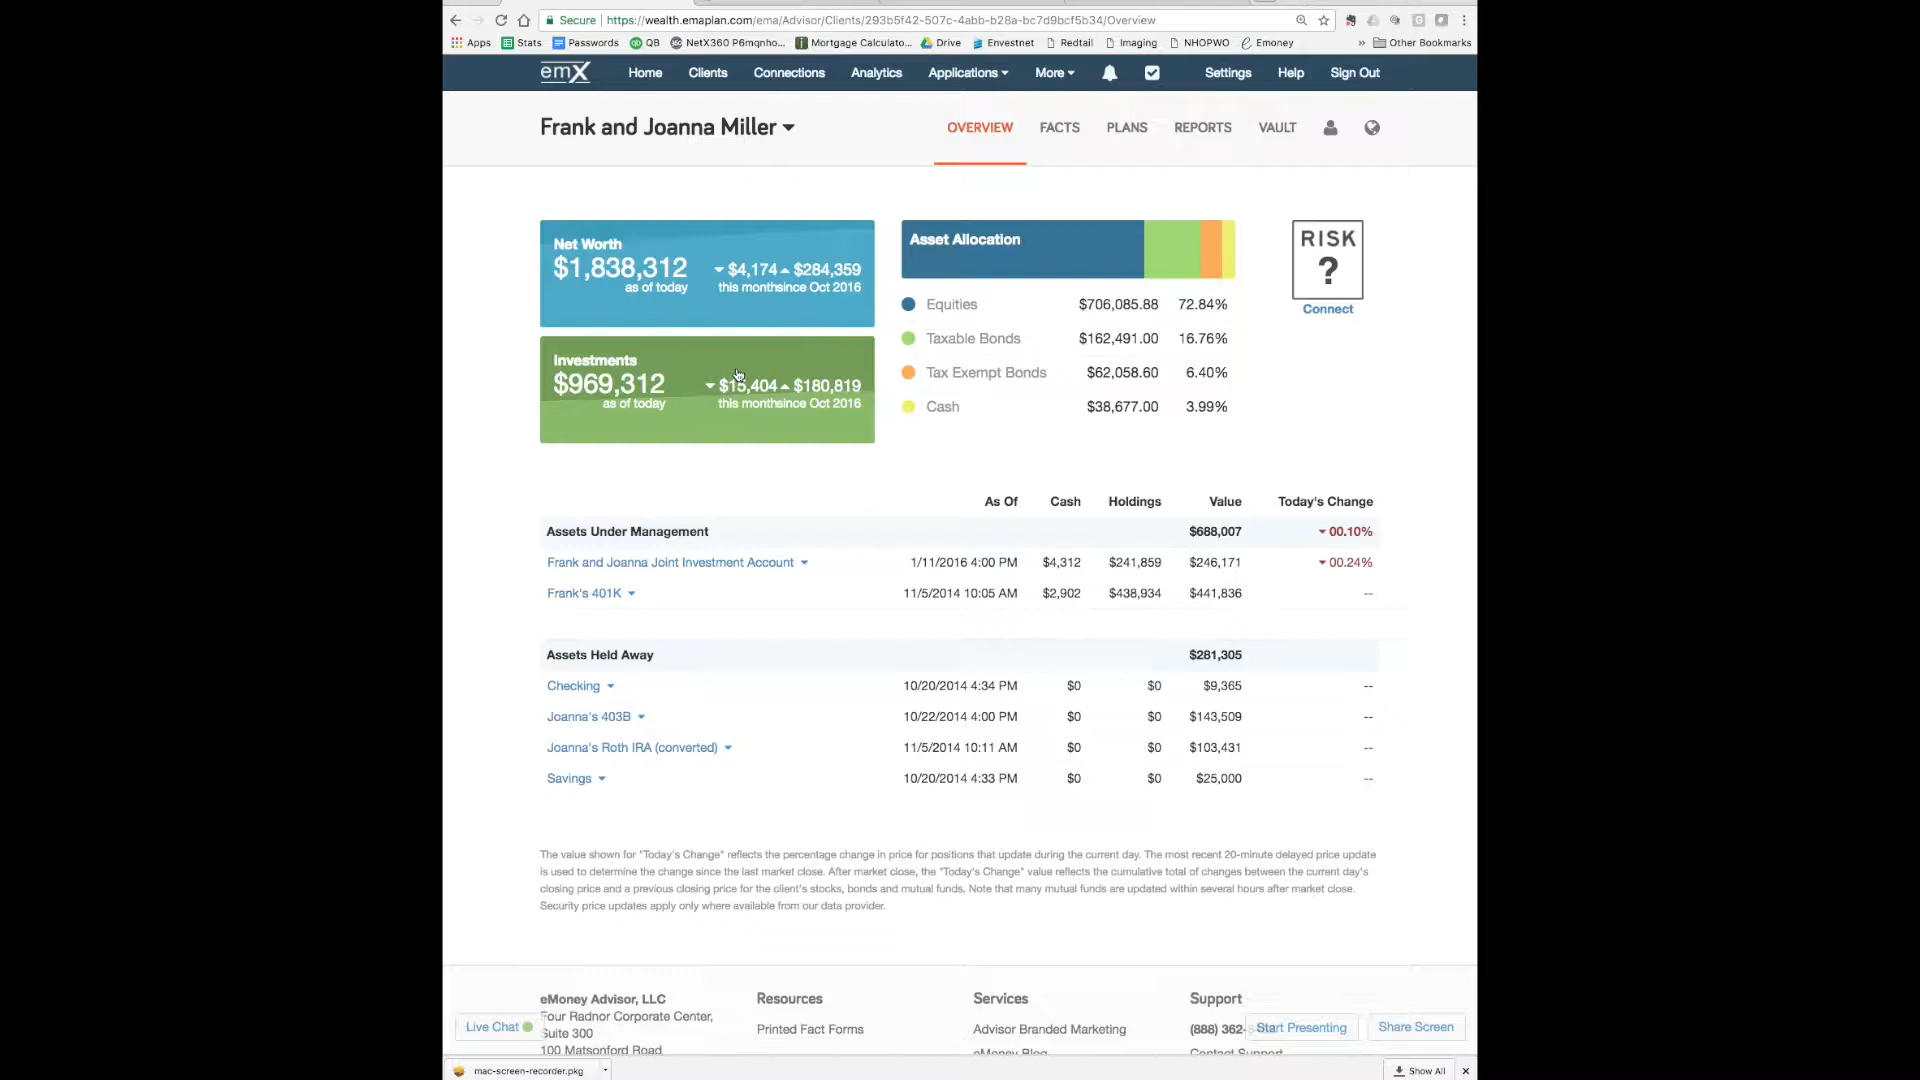 Secure https://wealth.emaplan.com/ema/Advisor/Clients/293b5f42-507c-4abb-b28a-bc7d9bcf5b34/Overview
Apps Stats Passwords QB NetX360 P6mqnho... Mortgage Calculato... Drive Envestnet Redtail Imaging NHOPWO Emoney » Other Bookmarks
emX Home Clients Connections Analytics Applications More Settings Help Sign Out
Frank and Joanna Miller OVERVIEW FACTS PLANS REPORTS VAULT
Net Worth
$1,838,312 $4,174 $284,359
as of today this month since Oct 2016
Investments
$969,312 $15,404 $180,819
as of today this month since Oct 2016
Asset Allocation
Equities $706,085.88 72.84%
Taxable Bonds $162,491.00 16.76%
Tax Exempt Bonds $62,058.60 6.40%
Cash $38,677.00 3.99%
RISK
?
Connect
As Of Cash Holdings Value Today's Change
Assets Under Management $688,007 00.10%
Frank and Joanna Joint Investment Account 1/11/2016 4:00 PM $4,312 $241,859 $246,171 00.24%
Frank's 401K 11/5/2014 10:05 AM $2,902 $438,934 $441,836 --
Assets Held Away $281,305
Checking 10/20/2014 4:34 PM $0 $0 $9,365 --
Joanna's 403B 10/22/2014 4:00 PM $0 $0 $143,509 --
Joanna's Roth IRA (converted) 11/5/2014 10:11 AM $0 $0 $103,431 --
Savings 10/20/2014 4:33 PM $0 $0 $25,000 --
The value shown for "Today's Change" reflects the percentage change in price for positions that update during the current day. The most recent 20-minute delayed price update
is used to determine the change since the last market close. After market close, the "Today's Change" value reflects the cumulative total of changes between the current day's
closing price and a previous closing price for the client's stocks, bonds and mutual funds. Note that many mutual funds are updated within several hours after market close.
Security price updates apply only where available from our data provider.
eMoney Advisor, LLC Resources Services Support
Four Radnor Corporate Center,
Suite 300
100 Matsonford Road
Printed Fact Forms
Advisor Branded Marketing
eMoney Blog
(888) 362-
Contact Support
Live Chat
Start Presenting
Share Screen
mac-screen-recorder.pkg Show All